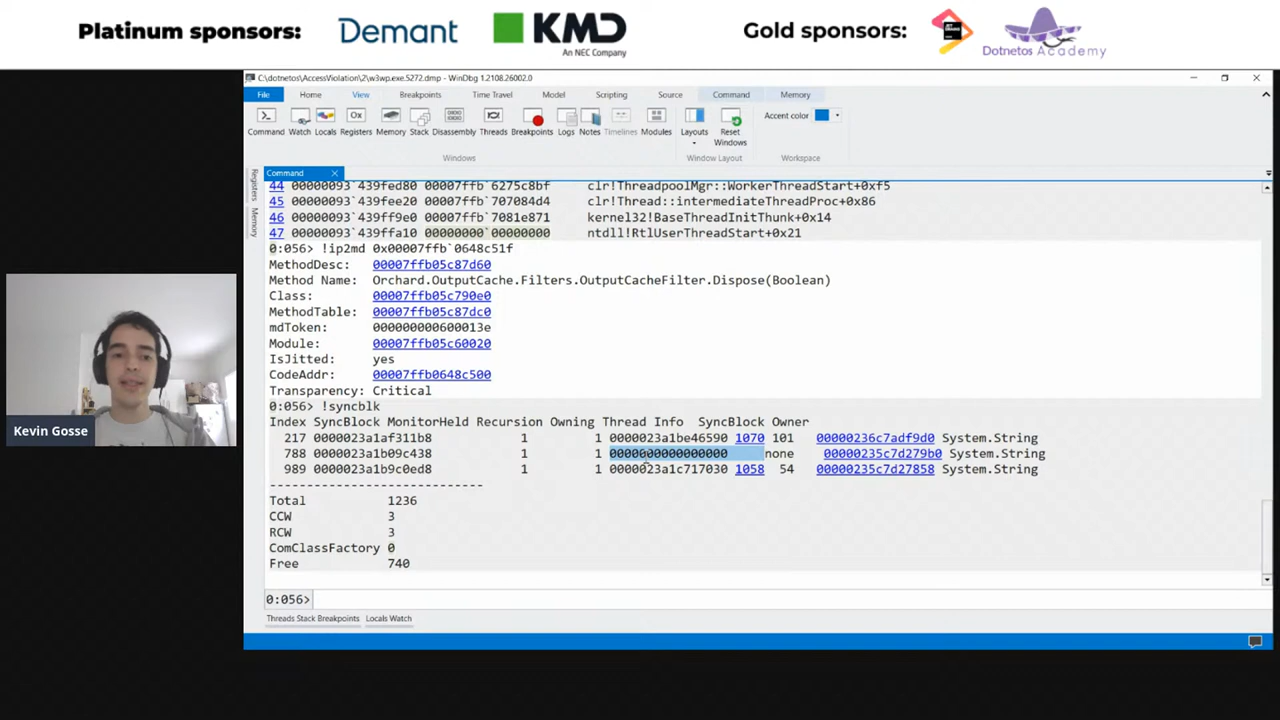 Platinum sponsors: Demant KMD An NEC Company Gold sponsors: Dotnetos Academy
C:\dotnetos\AccessViolation\2\w3wp.exe.5272.dmp - WinDbg 1.2108.26002.0
File Home View Breakpoints Time Travel Model Scripting Source Command Memory
Command Watch Locals Registers Memory Stack Disassembly Threads Breakpoints Logs Notes Timelines Modules Layouts Reset Windows Accent color
Windows Window Layout Workspace
Command
Registers
Memory
44 00000093`439fed80 00007ffb`6275c8bf clr!ThreadpoolMgr::WorkerThreadStart+0xf5
45 00000093`439fee20 00007ffb`707084d4 clr!Thread::intermediateThreadProc+0x86
46 00000093`439ff9e0 00007ffb`7081e871 kernel32!BaseThreadInitThunk+0x14
47 00000093`439ffa10 00000000`00000000 ntdll!RtlUserThreadStart+0x21
0:056> !ip2md 0x00007ffb`0648c51f
MethodDesc: 00007ffb05c87d60
Method Name: Orchard.OutputCache.Filters.OutputCacheFilter.Dispose(Boolean)
Class: 00007ffb05c790e0
MethodTable: 00007ffb05c87dc0
mdToken: 000000000600013e
Module: 00007ffb05c60020
IsJitted: yes
CodeAddr: 00007ffb0648c500
Transparency: Critical
0:056> !syncblk
Index SyncBlock MonitorHeld Recursion Owning Thread Info SyncBlock Owner
217 0000023a1af311b8 1 1 0000023a1be46590 1070 101 00000236c7adf9d0 System.String
788 0000023a1b09c438 1 1 0000000000000000 none 00000235c7d279b0 System.String
989 0000023a1b9c0ed8 1 1 0000023a1c717030 1058 54 00000235c7d27858 System.String
-----------------------------
Total 1236
CCW 3
RCW 3
ComClassFactory 0
Free 740
0:056>
Threads Stack Breakpoints Locals Watch
Kevin Gosse